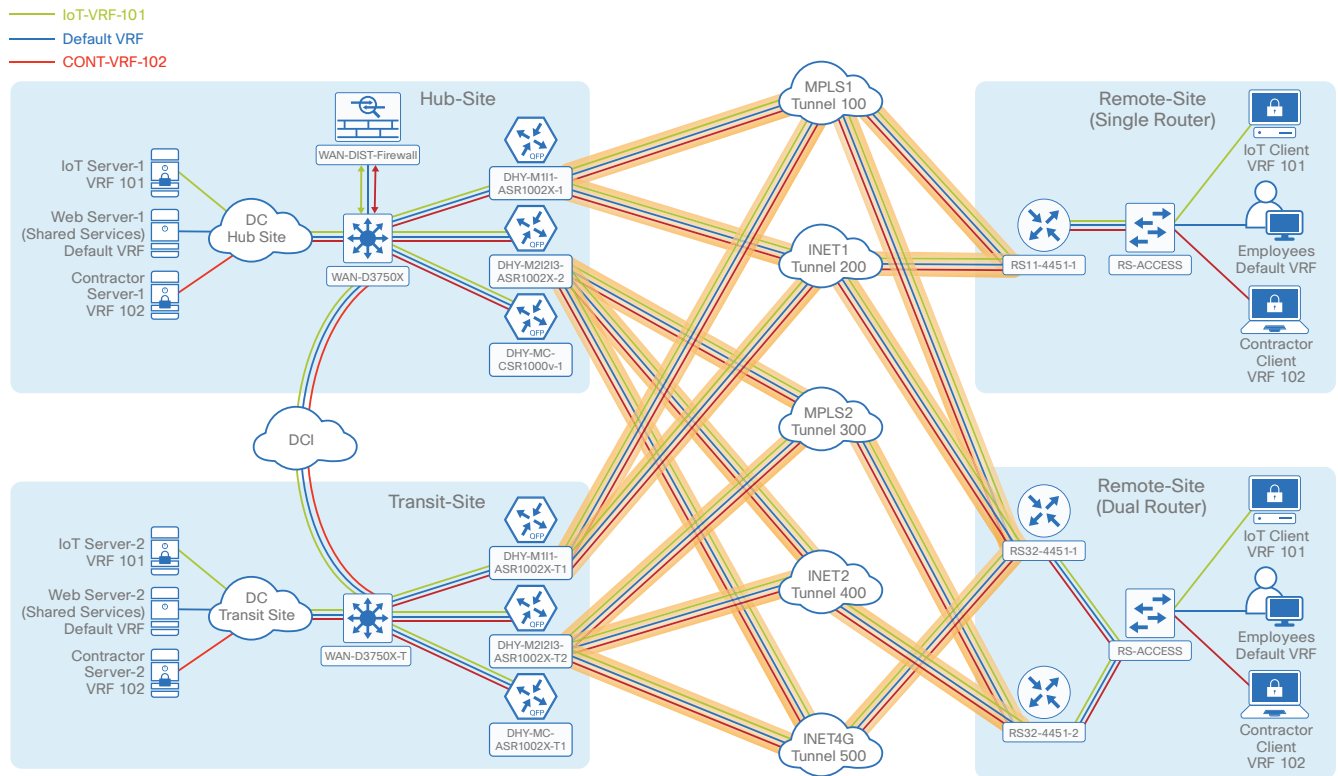 IoT-VRF-101
Default VRF
CONT-VRF-102
Hub-Site
WAN-DIST-Firewall
IoT Server-1
VRF 101
Web Server-1
(Shared Services)
Default VRF
Contractor
Server-1
VRF 102
DC
Hub Site
WAN-D3750X
QFP
DHY-M1I1-
ASR1002X-1
QFP
DHY-M2I2I3-
ASR1002X-2
QFP
DHY-MC-
CSR1000v-1
DCI
Transit-Site
IoT Server-2
VRF 101
Web Server-2
(Shared Services)
Default VRF
Contractor
Server-2
VRF 102
DC
Transit Site
WAN-D3750X-T
QFP
DHY-M1I1-
ASR1002X-T1
QFP
DHY-M2I2I3-
ASR1002X-T2
QFP
DHY-MC-
ASR1002X-T1
MPLS1
Tunnel 100
INET1
Tunnel 200
MPLS2
Tunnel 300
INET2
Tunnel 400
INET4G
Tunnel 500
Remote-Site
(Single Router)
RS11-4451-1
RS-ACCESS
IoT Client
VRF 101
Employees
Default VRF
Contractor
Client
VRF 102
Remote-Site
(Dual Router)
RS32-4451-1
RS32-4451-2
RS-ACCESS
IoT Client
VRF 101
Employees
Default VRF
Contractor
Client
VRF 102